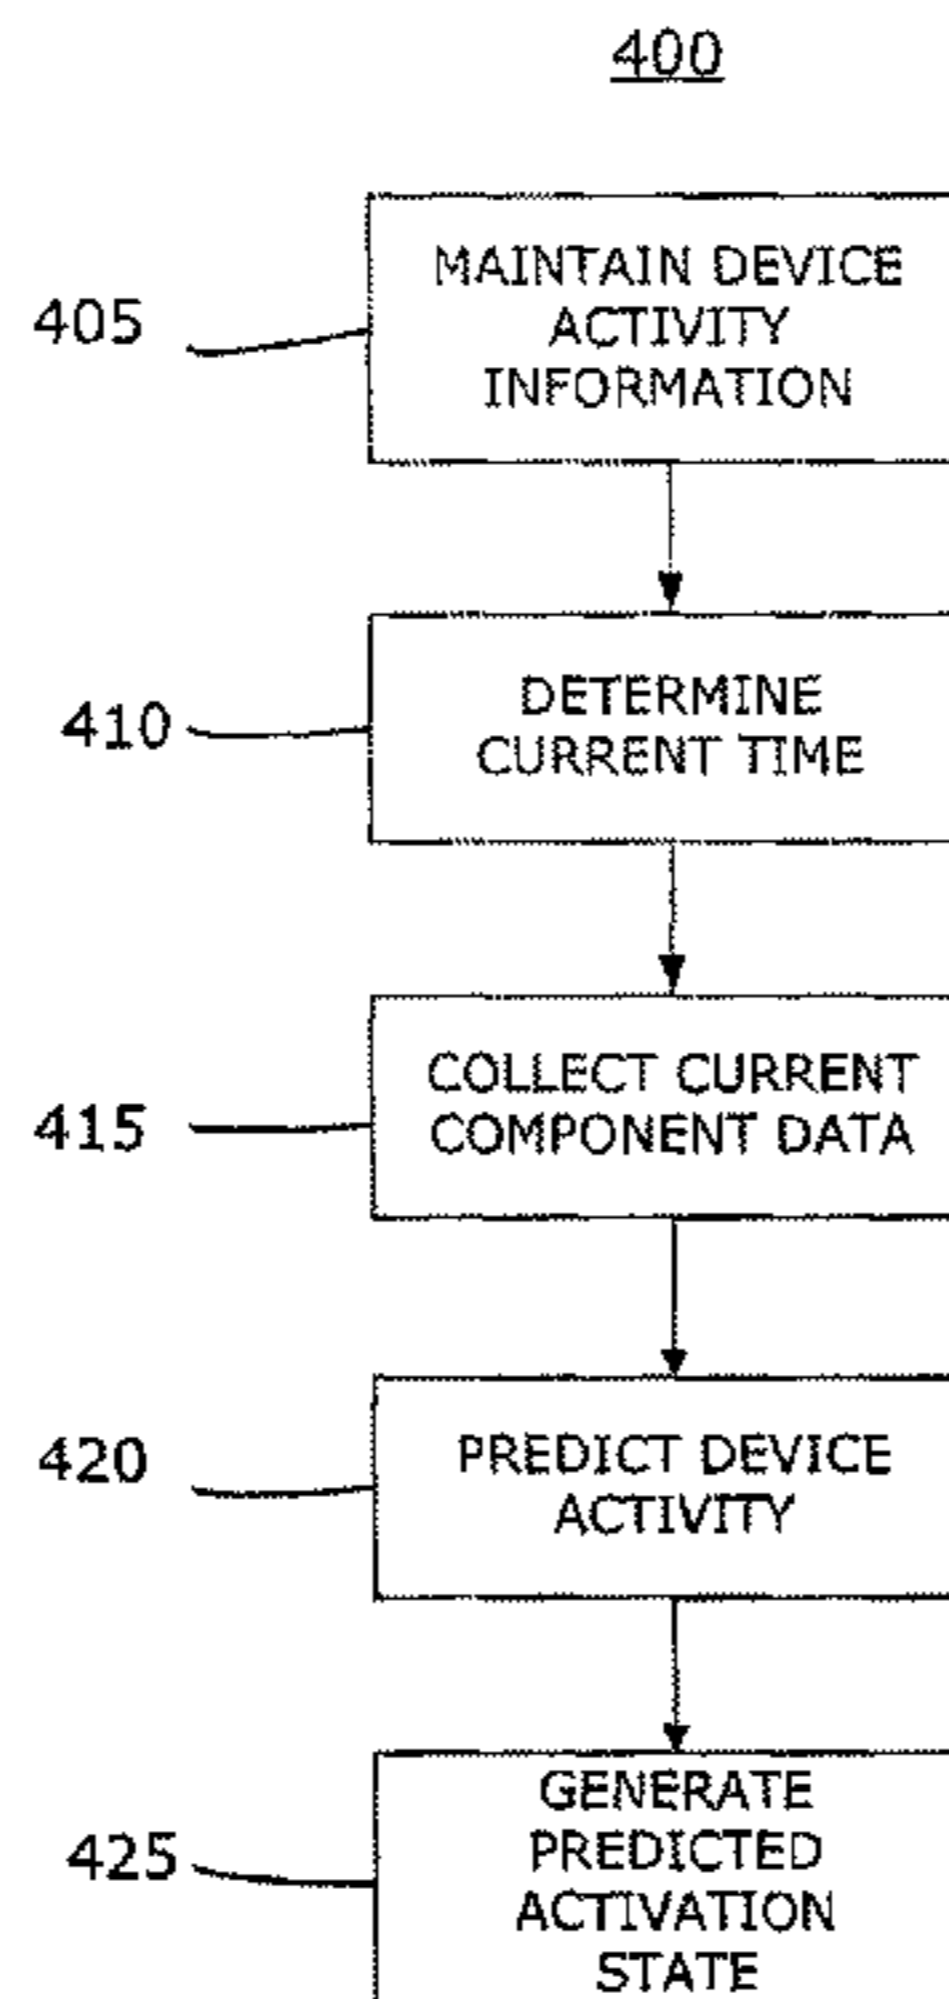 400
405
MAINTAIN DEVICE
ACTIVITY
INFORMATION
410
DETERMINE
CURRENT TIME
415
COLLECT CURRENT
COMPONENT DATA
420
PREDICT DEVICE
ACTIVITY
425
GENERATE
PREDICTED
ACTIVATION
STATE